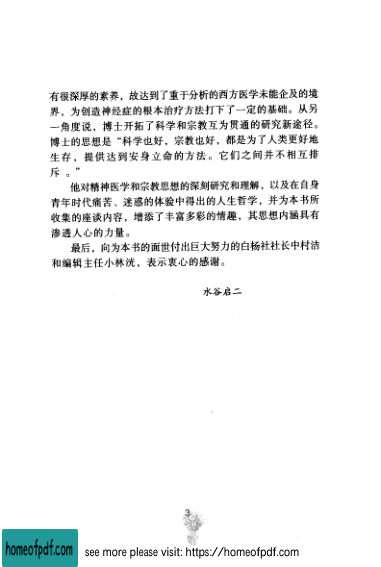 有很深厚的素养，故达到了重于分析的西方医学未能企及的境
界，为创造神经症的根本治疗方法打下了一定的基础。从另
一角度说，博士开拓了科学和宗教互为贯通的研究新途径。
博士的思想是“科学也好，宗教也好，都是为了人类更好地
生存，提供达到安身立命的方法。它们之间并不相互排
斥 。”
他对精神医学和宗教思想的深刻研究和理解，以及在自身
青年时代痛苦、迷惑的体验中得出的人生哲学，并为本书所
收集的座谈内容，增添了丰富多彩的情趣，其思想内涵具有
渗透人心的力量。
最后，向为本书的面世付出巨大努力的白杨社社长中村洁
和编辑主任小林洸，表示衷心的感谢。
水谷启二
3
homeofpdf.com
see more please visit: https://homeofpdf.com